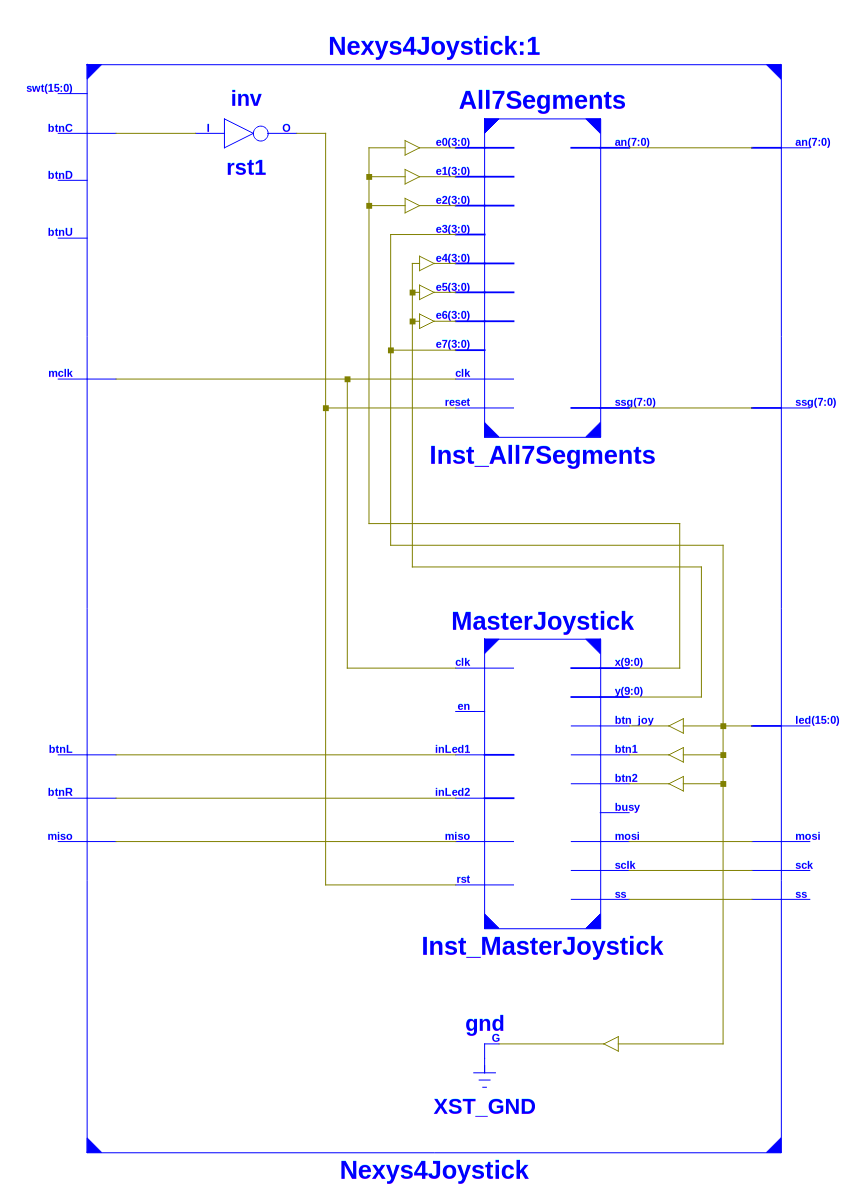 Nexys4Joystick:1
swt(15:0)
btnC
btnD
btnU
mclk
btnL
btnR
miso
inv
I
O
rst1
All7Segments
e0(3:0)
e1(3:0)
e2(3:0)
e3(3:0)
e4(3:0)
e5(3:0)
e6(3:0)
e7(3:0)
clk
reset
an(7:0)
ssg(7:0)
Inst_All7Segments
an(7:0)
ssg(7:0)
MasterJoystick
clk
en
inLed1
inLed2
miso
rst
x(9:0)
y(9:0)
btn_joy
btn1
btn2
busy
mosi
sclk
ss
Inst_MasterJoystick
led(15:0)
mosi
sck
ss
gnd
G
XST_GND
Nexys4Joystick